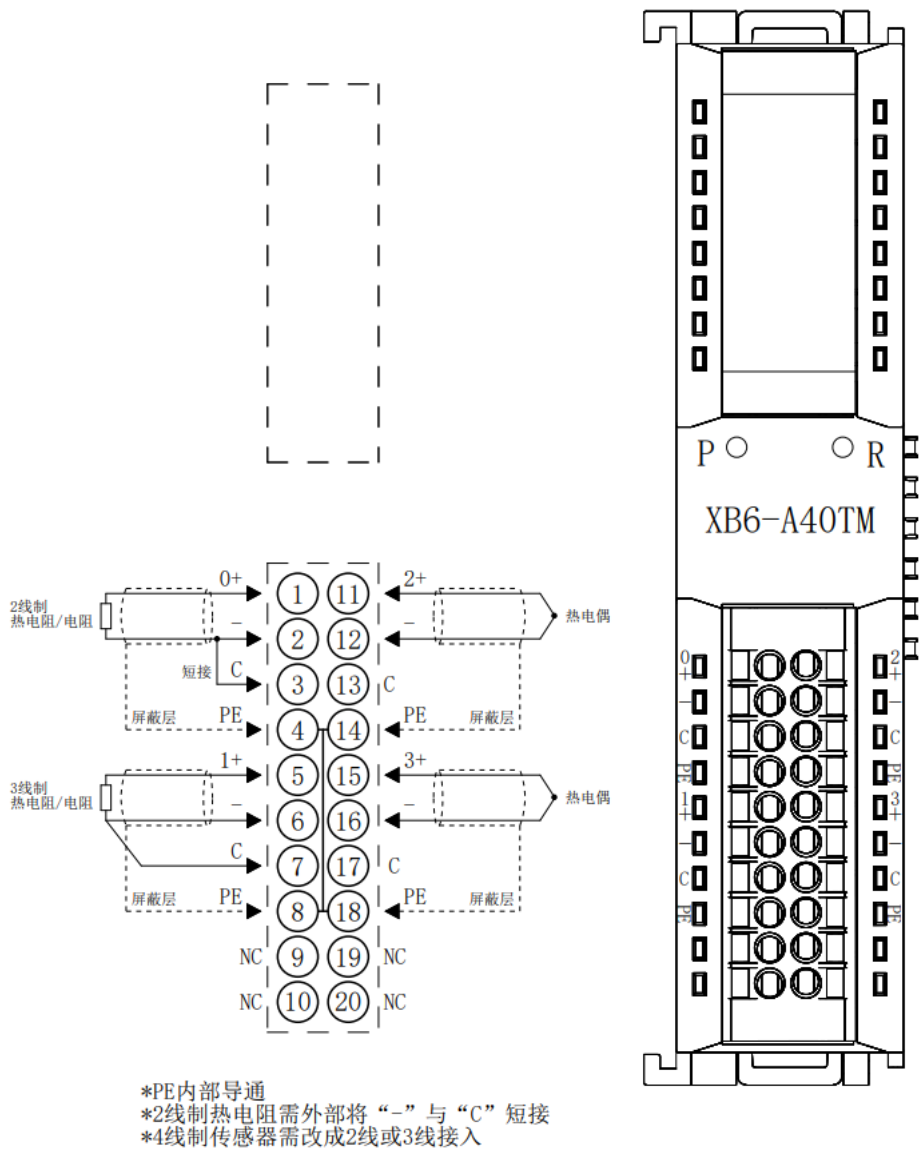 P R
XB6-A40TM
0+ 1 11 2+
2线制
热电阻/电阻
- 2 12 -
热电偶
短接 C 3 13 C
屏蔽层 PE 4 14 PE 屏蔽层
1+ 5 15 3+
3线制
热电阻/电阻
- 6 16 -
热电偶
C 7 17 C
屏蔽层 PE 8 18 PE 屏蔽层
NC 9 19 NC
NC 10 20 NC
0+ 2+
- -
C C
PE PE
1+ 3+
- -
C C
PE PE
*PE内部导通
*2线制热电阻需外部将“-”与“C”短接
*4线制传感器需改成2线或3线接入